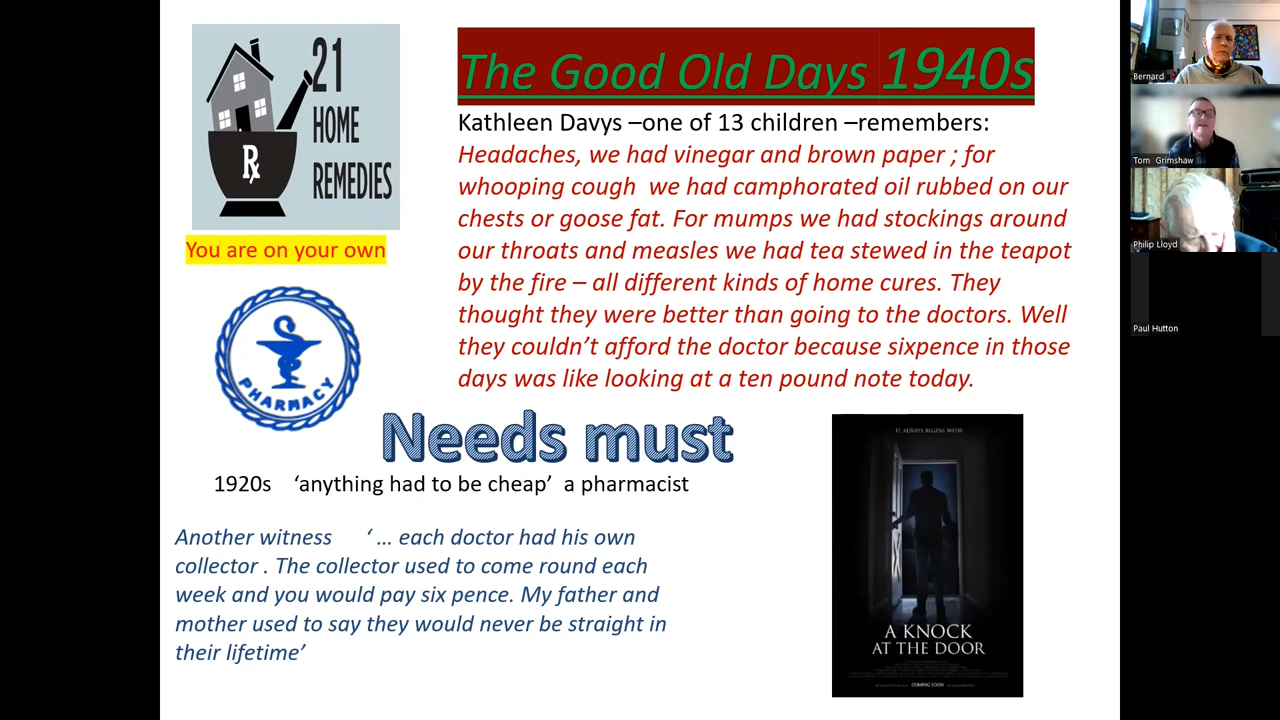 21
HOME
REMEDIES
R
You are on your own
PHARMACY
The Good Old Days 1940s
Kathleen Davys –one of 13 children –remembers:
Headaches, we had vinegar and brown paper ; for
whooping cough we had camphorated oil rubbed on our
chests or goose fat. For mumps we had stockings around
our throats and measles we had tea stewed in the teapot
by the fire – all different kinds of home cures. They
thought they were better than going to the doctors. Well
they couldn’t afford the doctor because sixpence in those
days was like looking at a ten pound note today.
Needs must
1920s ‘anything had to be cheap’ a pharmacist
Another witness ‘ … each doctor had his own
collector . The collector used to come round each
week and you would pay six pence. My father and
mother used to say they would never be straight in
their lifetime’
IT ALWAYS BEGINS WITH
A KNOCK
AT THE DOOR
COMING SOON
Bernard
Tom Grimshaw
Philip Lloyd
Paul Hutton